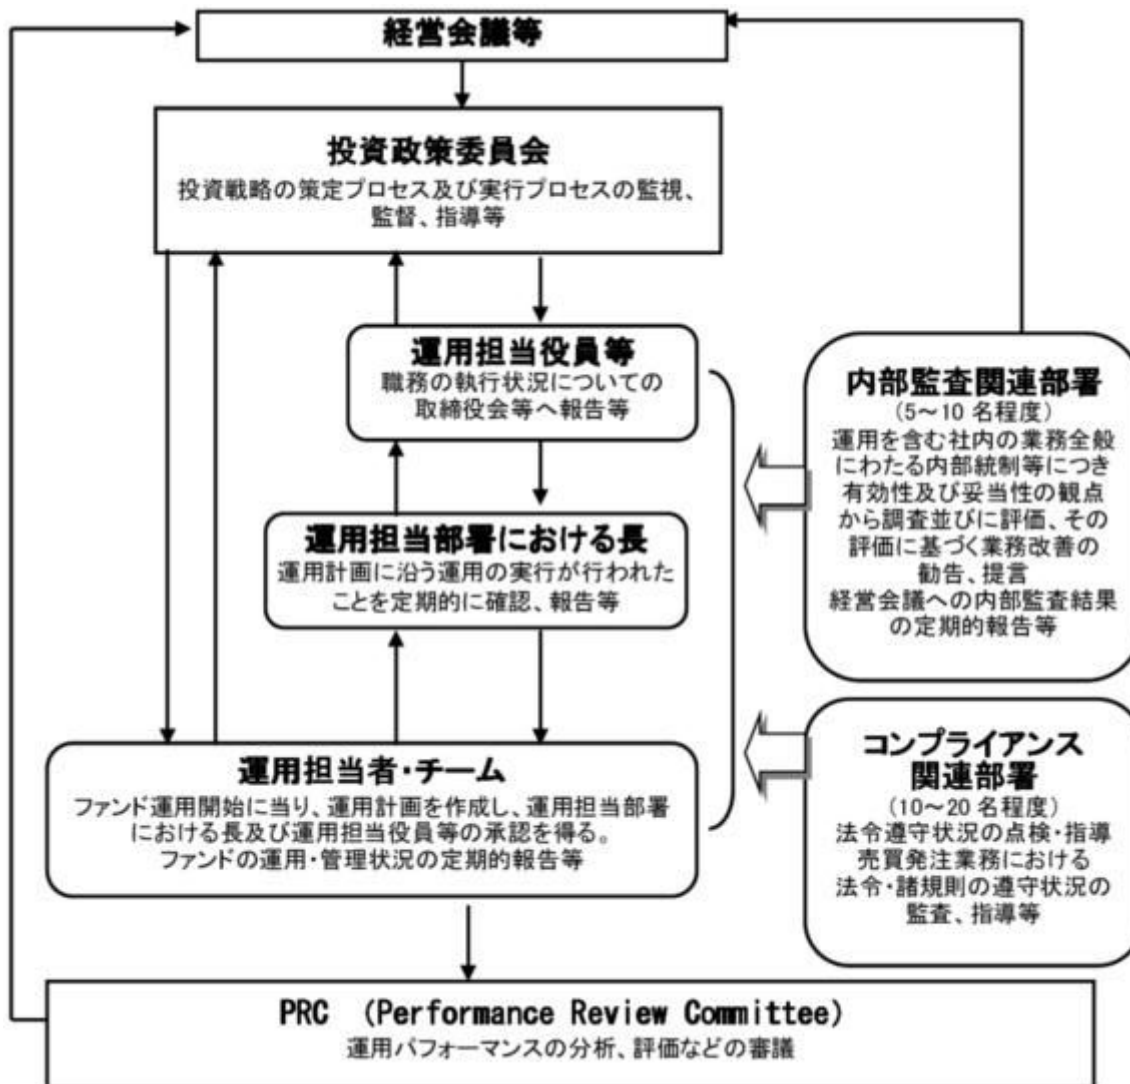 経営会議等
投資政策委員会
投資戦略の策定プロセス及び実行プロセスの監視、
監督、指導等
運用担当役員等
職務の執行状況についての
取締役会等へ報告等
運用担当部署における長
運用計画に沿う運用の実行が行われた
ことを定期的に確認、報告等
運用担当者・チーム
ファンド運用開始に当り、運用計画を作成し、運用担当部署
における長及び運用担当役員等の承認を得る。
ファンドの運用・管理状況の定期的報告等
内部監査関連部署
(5～10 名程度)
運用を含む社内の業務全般
にわたる内部統制等につき
有効性及び妥当性の観点
から調査並びに評価、その
評価に基づく業務改善の
勧告、提言
経営会議への内部監査結果
の定期的報告等
コンプライアンス
関連部署
(10～20 名程度)
法令遵守状況の点検・指導
売買発注業務における
法令・諸規則の遵守状況の
監査、指導等
PRC (Performance Review Committee)
運用パフォーマンスの分析、評価などの審議